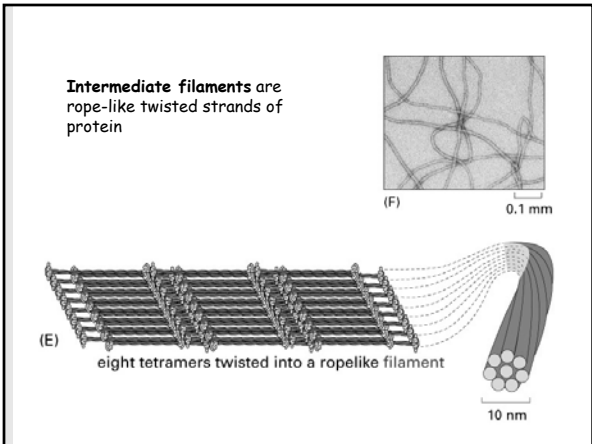 Intermediate filaments are
rope-like twisted strands of
protein
(F)
0.1 mm
(E)
eight tetramers twisted into a ropelike filament
10 nm